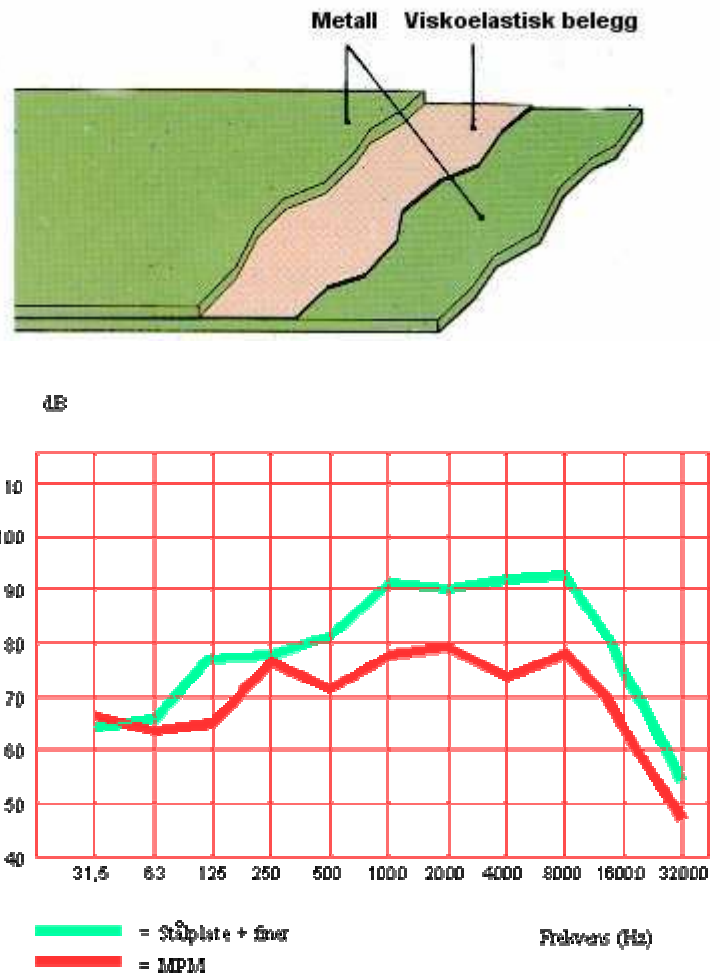 Metall Viskoelastisk belegg
dB
10
100
90
80
70
60
50
40
31,5 63 125 250 500 1000 2000 4000 8000 16000 32000
= Stålplate + finer
Frekvens (Hz)
= MPM